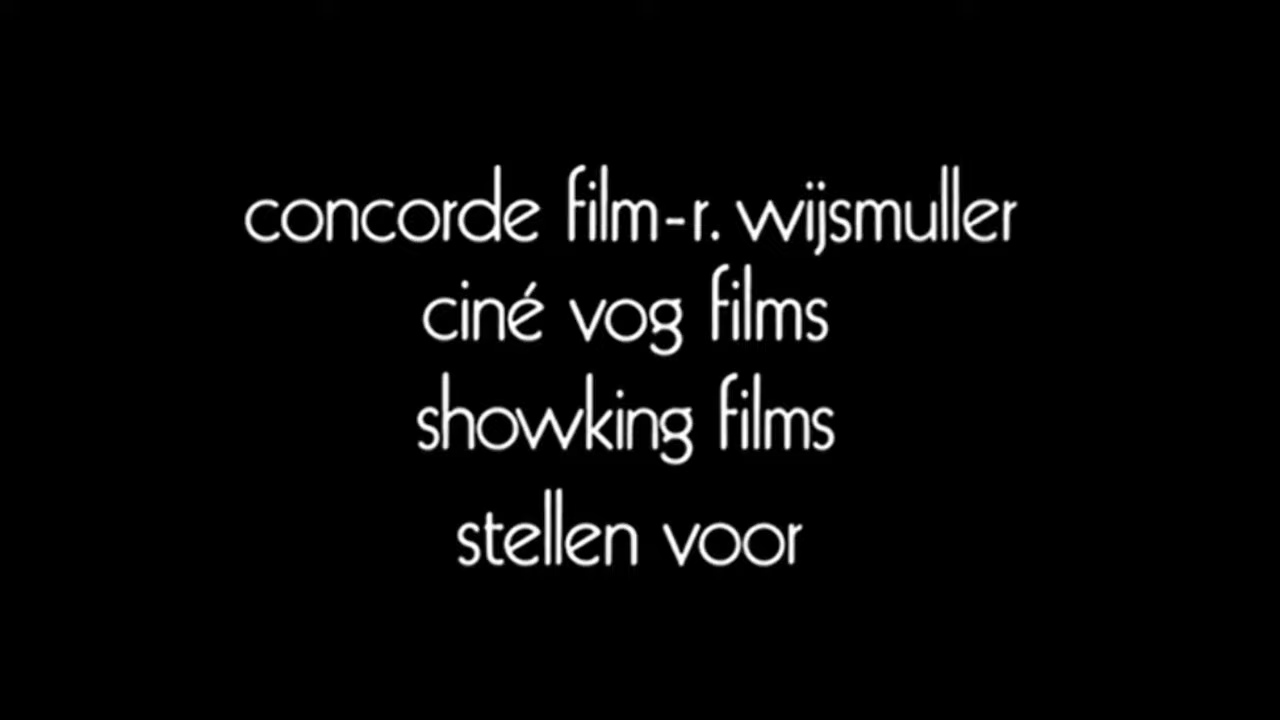 concorde film-r. wijsmuller
ciné vog films
showking films
stellen voor